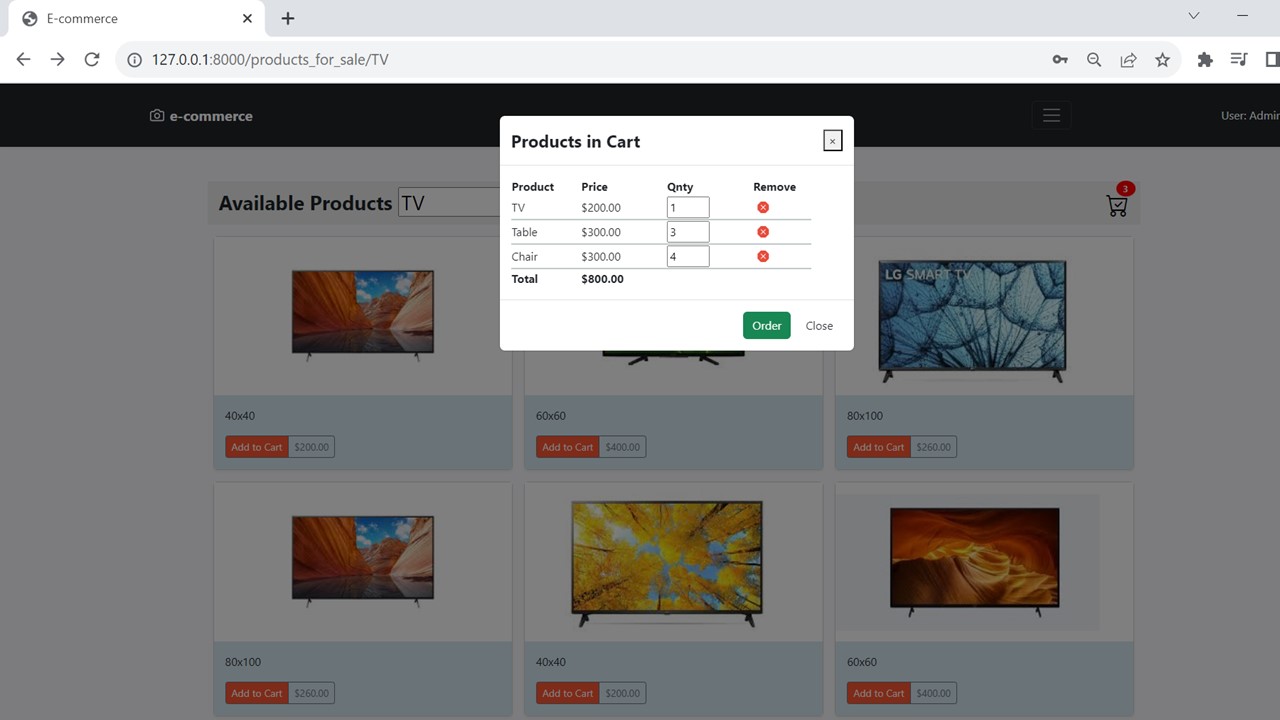 E-commerce
127.0.0.1:8000/products_for_sale/TV
e-commerce
User: Admin
Products in Cart
×
Product Price Qnty Remove
TV $200.00 1
Table $300.00 3
Chair $300.00 4
Total $800.00
Order Close
Available Products TV
3
LG SMART TV
40x40
Add to Cart $200.00
60x60
Add to Cart $400.00
80x100
Add to Cart $260.00
80x100
Add to Cart $260.00
40x40
Add to Cart $200.00
60x60
Add to Cart $400.00